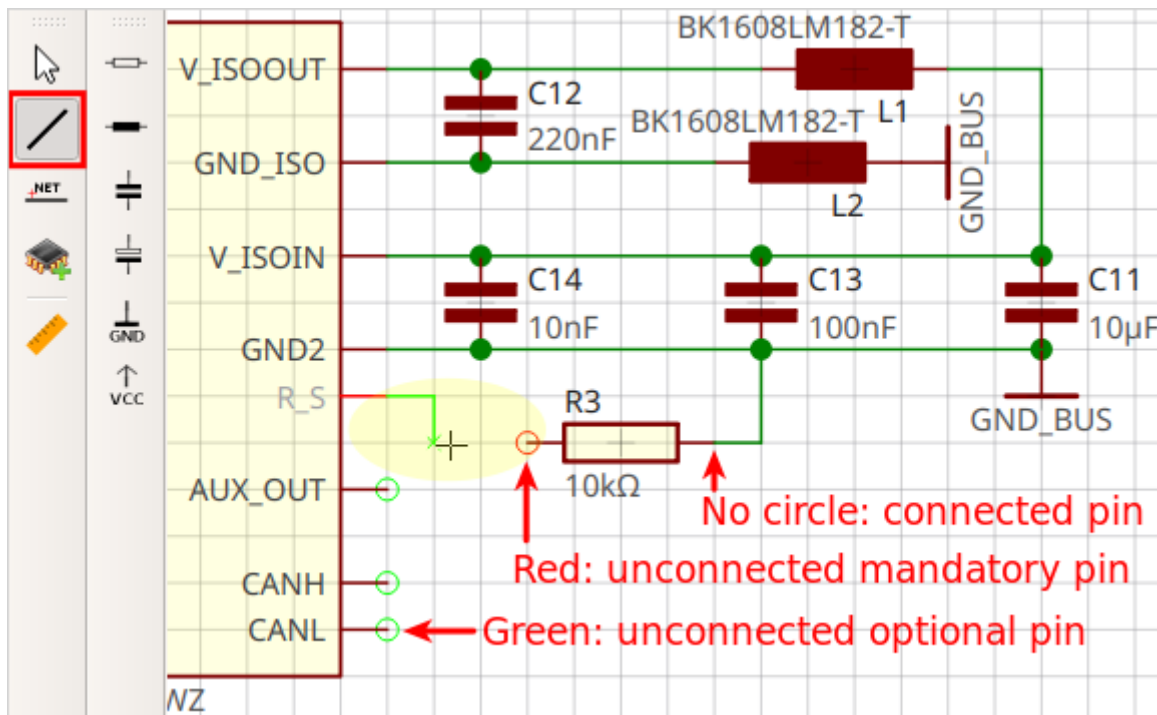 BK1608LM182-T
V_ISOOUT
C12
L1
BK1608LM182-T
220nF
GND_BUS
NET
GND_ISO
L2
V_ISOIN
C14
C13
C11
10nF
100nF
10µF
GND
GND2
VCC
R_S
R3
GND_BUS
10kΩ
AUX_OUT
No circle: connected pin
Red: unconnected mandatory pin
CANH
CANL
Green: unconnected optional pin
WZ